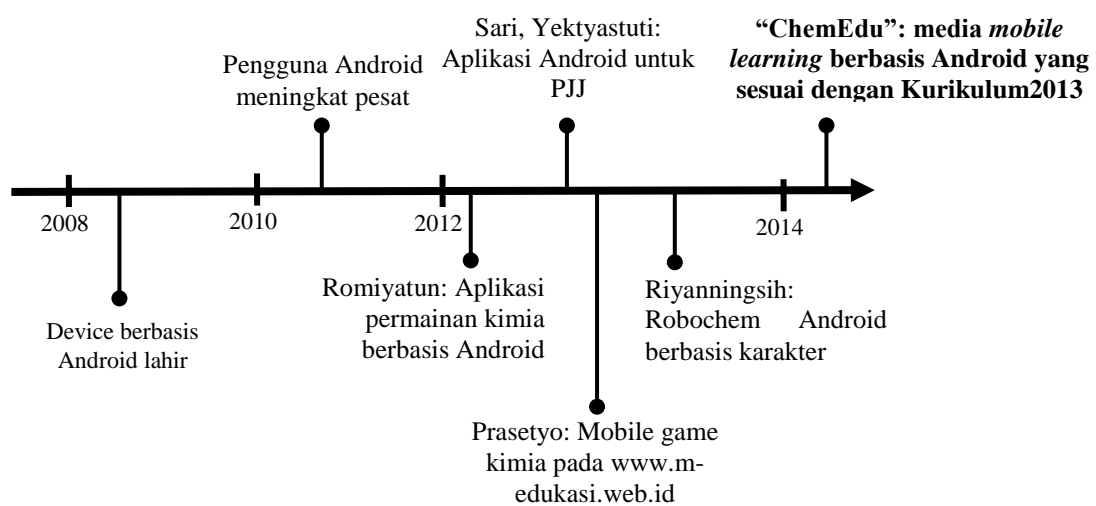 Pengguna Android
meningkat pesat
Sari, Yektyastuti:
Aplikasi Android untuk
PJJ
“ChemEdu”: media mobile
learning berbasis Android yang
sesuai dengan Kurikulum2013
2008
2010
2012
2014
Device berbasis
Android lahir
Romiyatun: Aplikasi
permainan kimia
berbasis Android
Riyanningsih:
Robochem Android
berbasis karakter
Prasetyo: Mobile game
kimia pada www.m-
edukasi.web.id